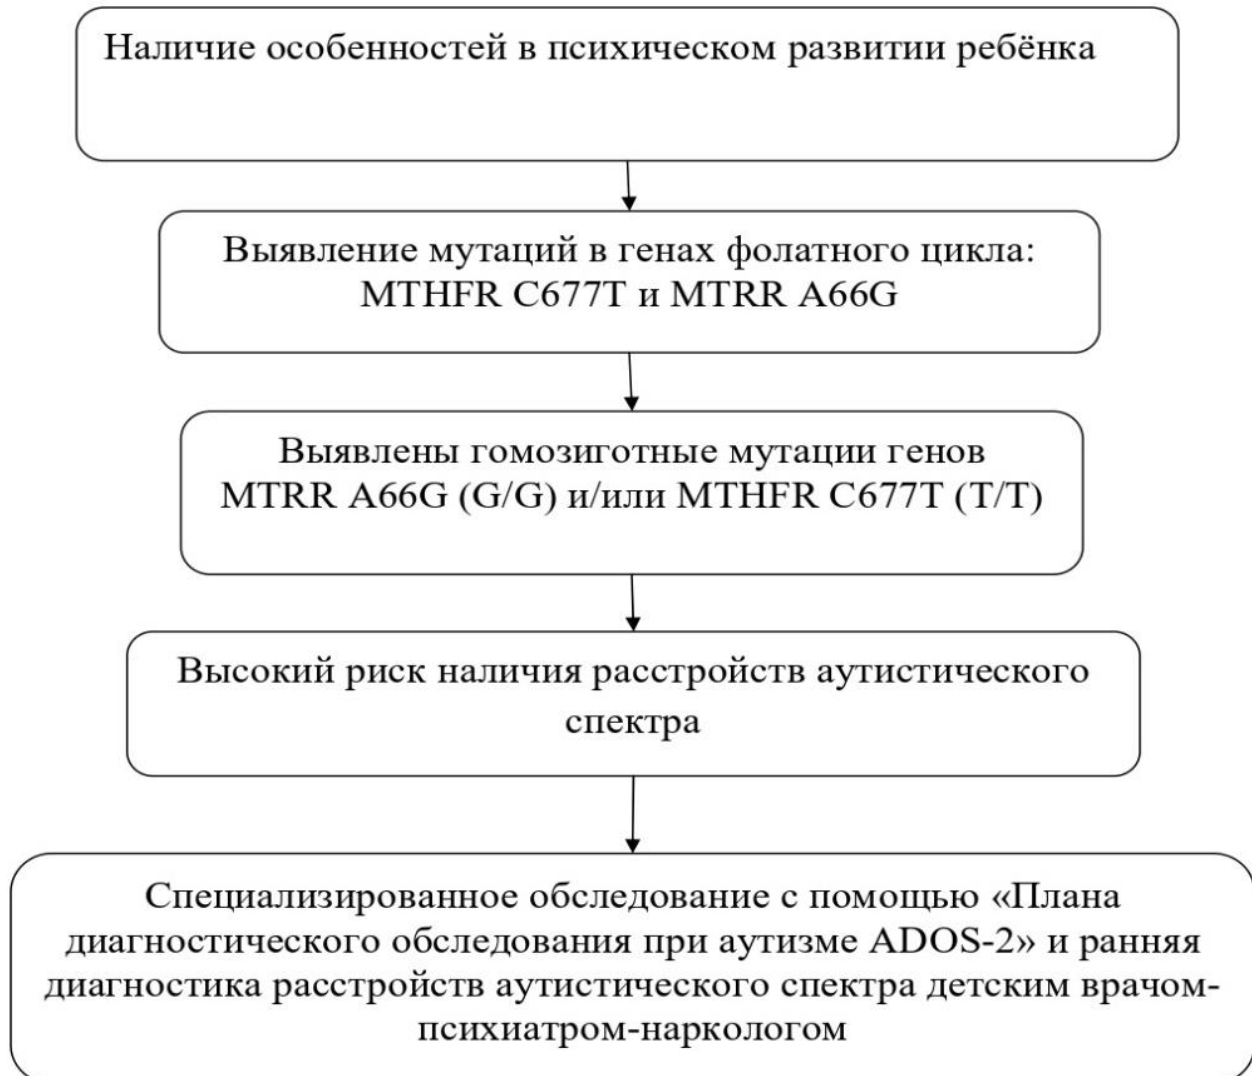 Наличие особенностей в психическом развитии ребёнка
Выявление мутаций в генах фолатного цикла:
MTHFR C677T и MTRR A66G
Выявлены гомозиготные мутации генов
MTRR A66G (G/G) и/или MTHFR C677T (T/T)
Высокий риск наличия расстройств аутистического
спектра
Специализированное обследование с помощью «Плана
диагностического обследования при аутизме ADOS-2» и ранняя
диагностика расстройств аутистического спектра детским врачом-
психиатром-наркологом